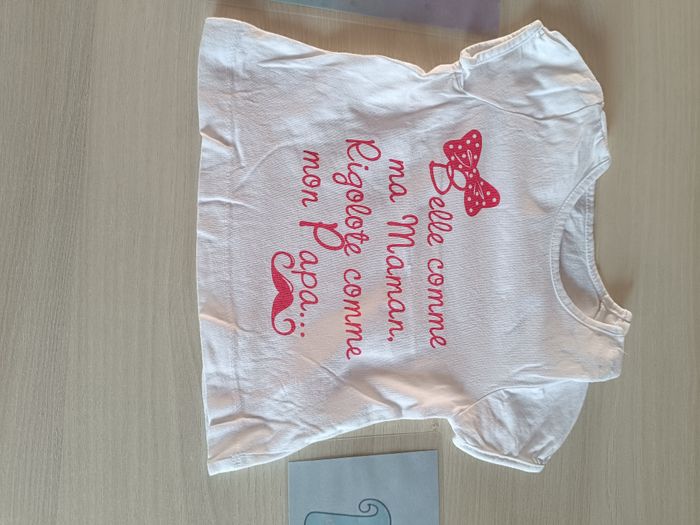 Belle comme
ma Maman,
Rigolote comme
mon Papa...